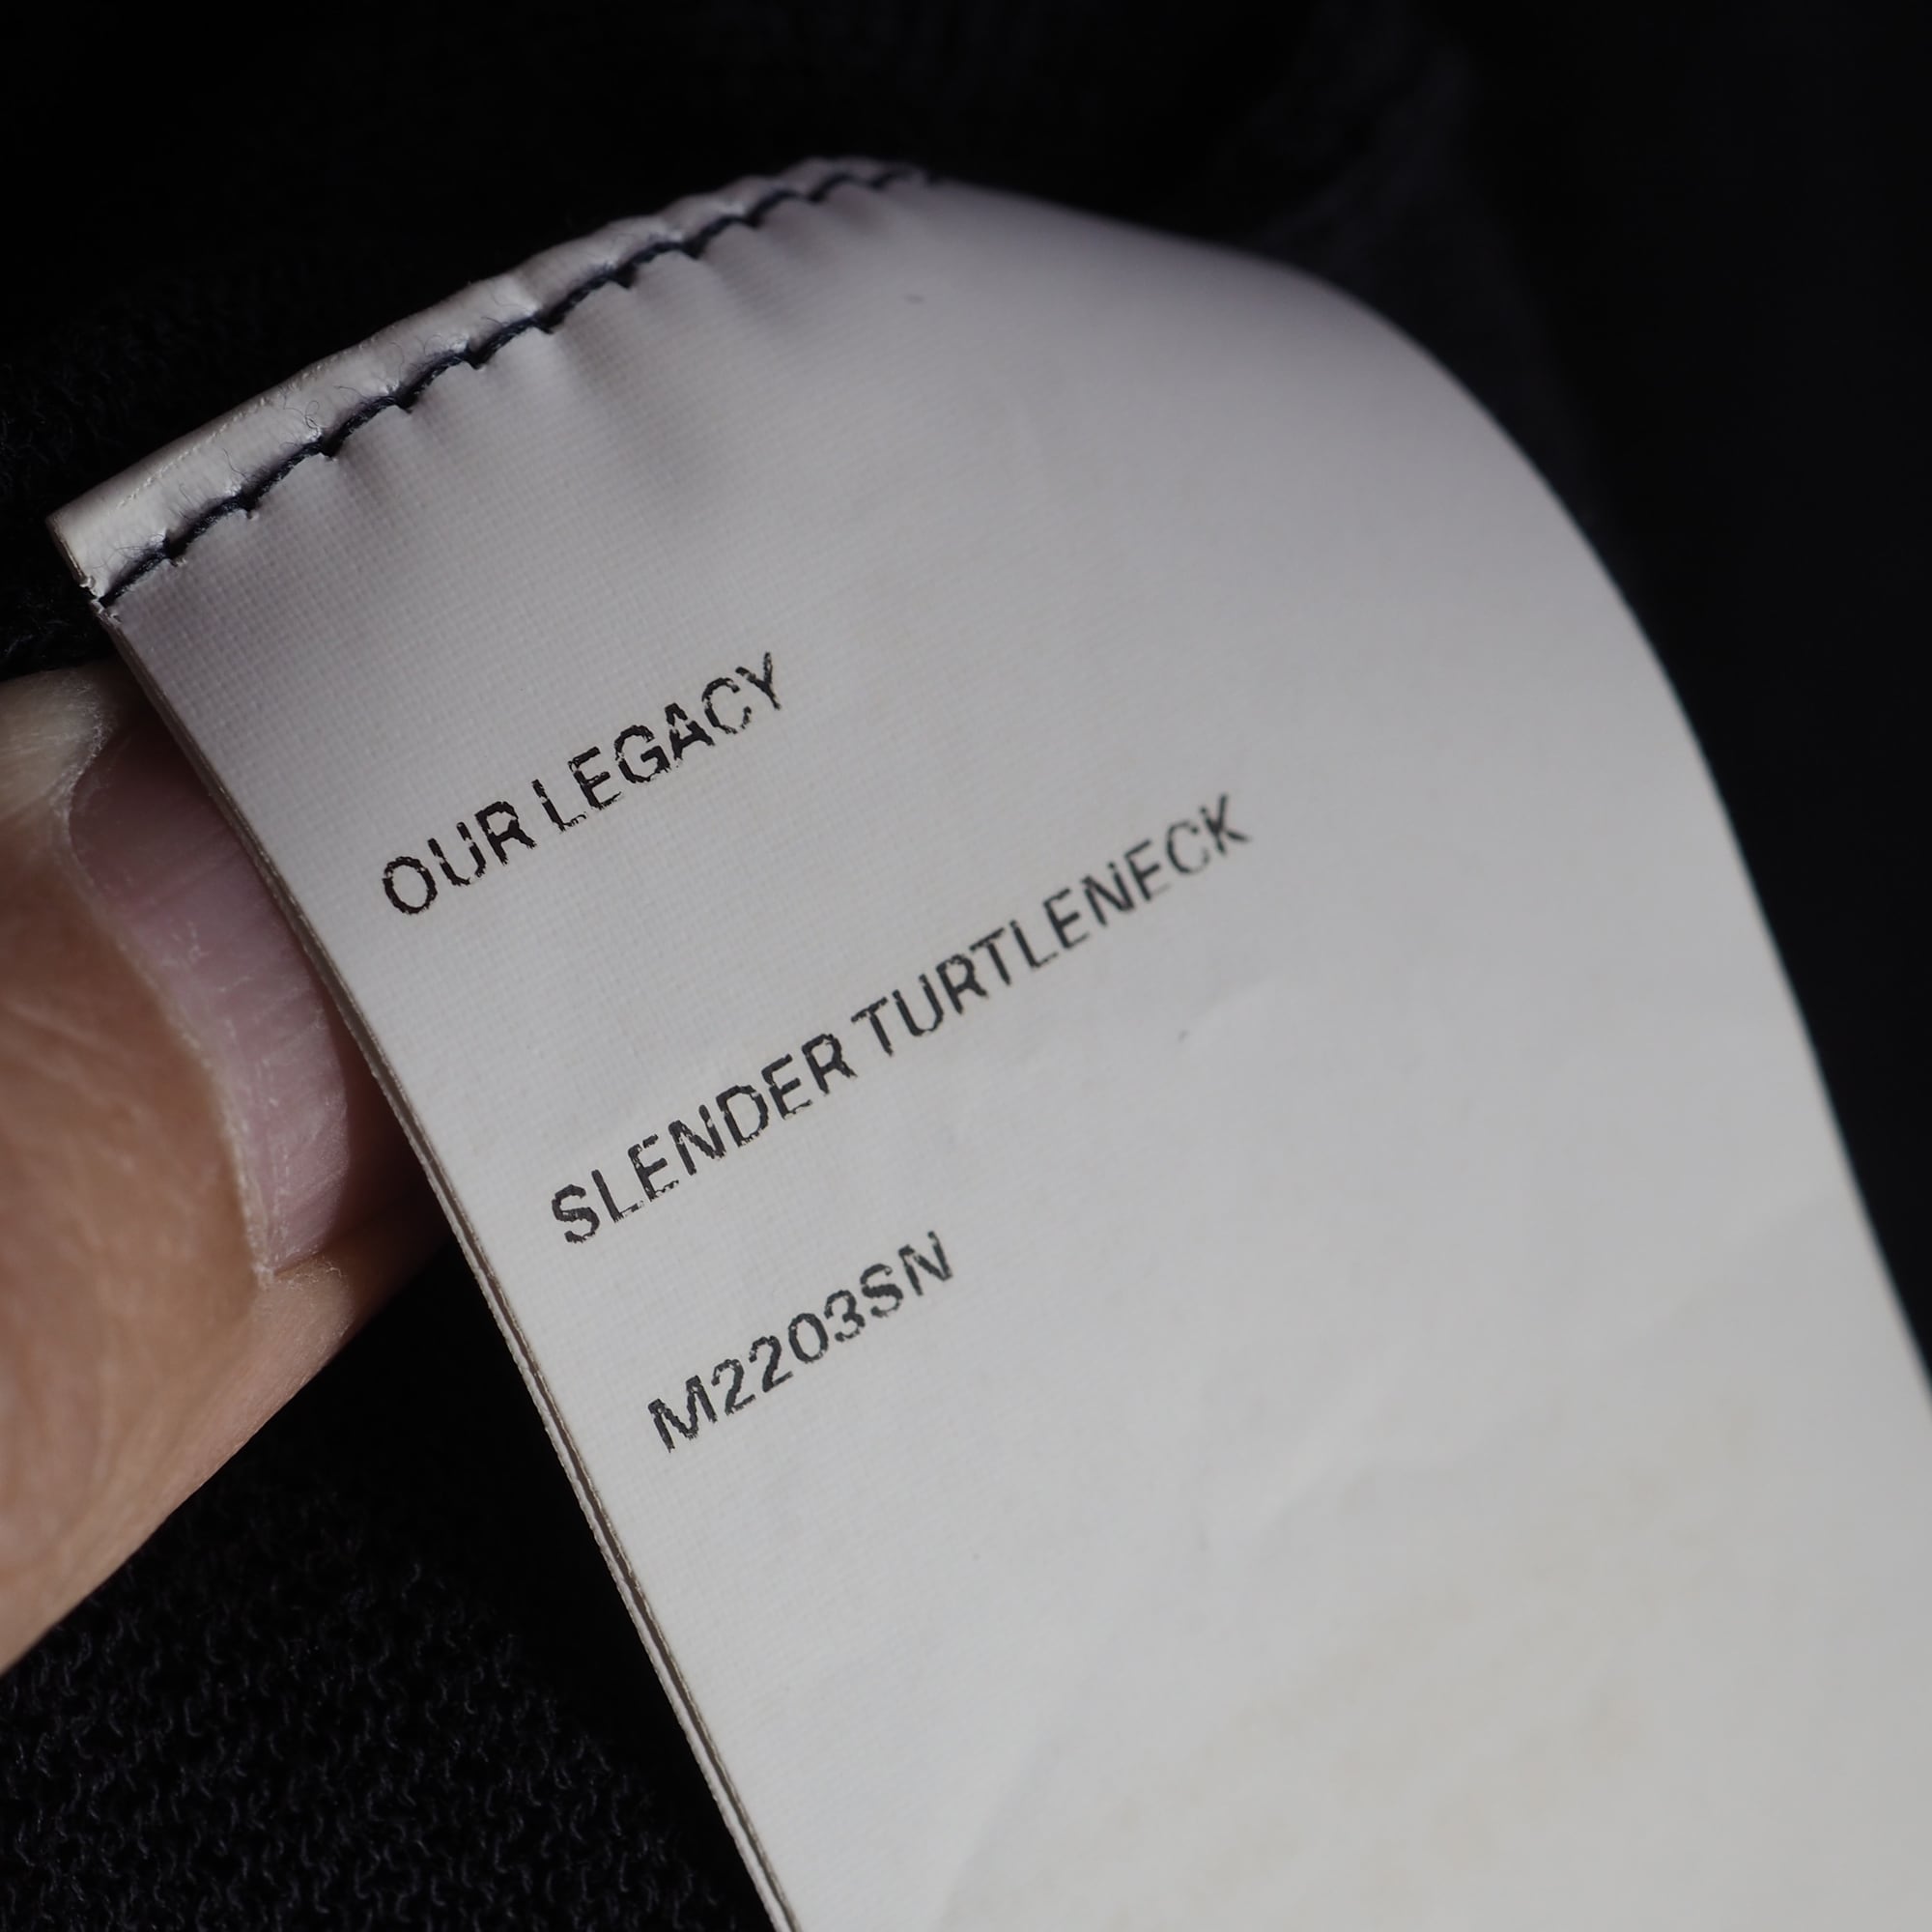 OUR LEGACY
SLENDER TURTLENECK
M2203SN